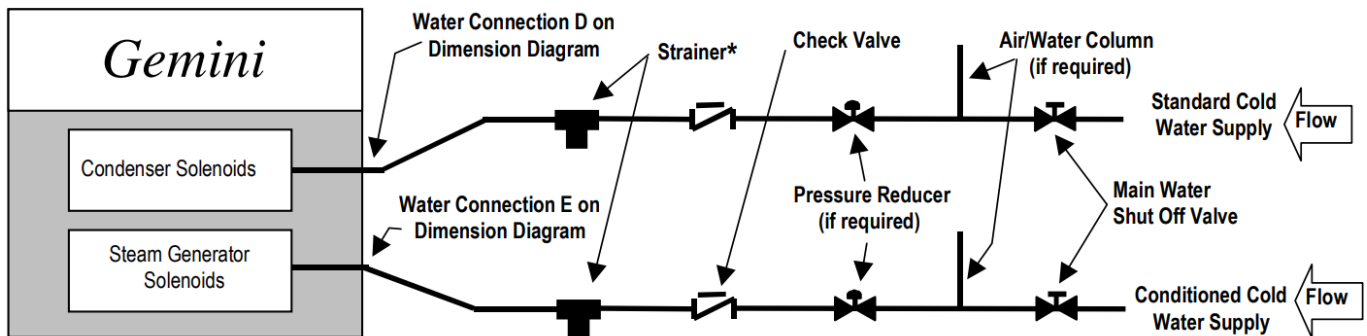 Gemini
Condenser Solenoids
Steam Generator
Solenoids
Water Connection D on
Dimension Diagram
Strainer*
Check Valve
Air/Water Column
(if required)
Standard Cold
Water Supply
Flow
Water Connection E on
Dimension Diagram
Pressure Reducer
(if required)
Main Water
Shut Off Valve
Conditioned Cold
Water Supply
Flow